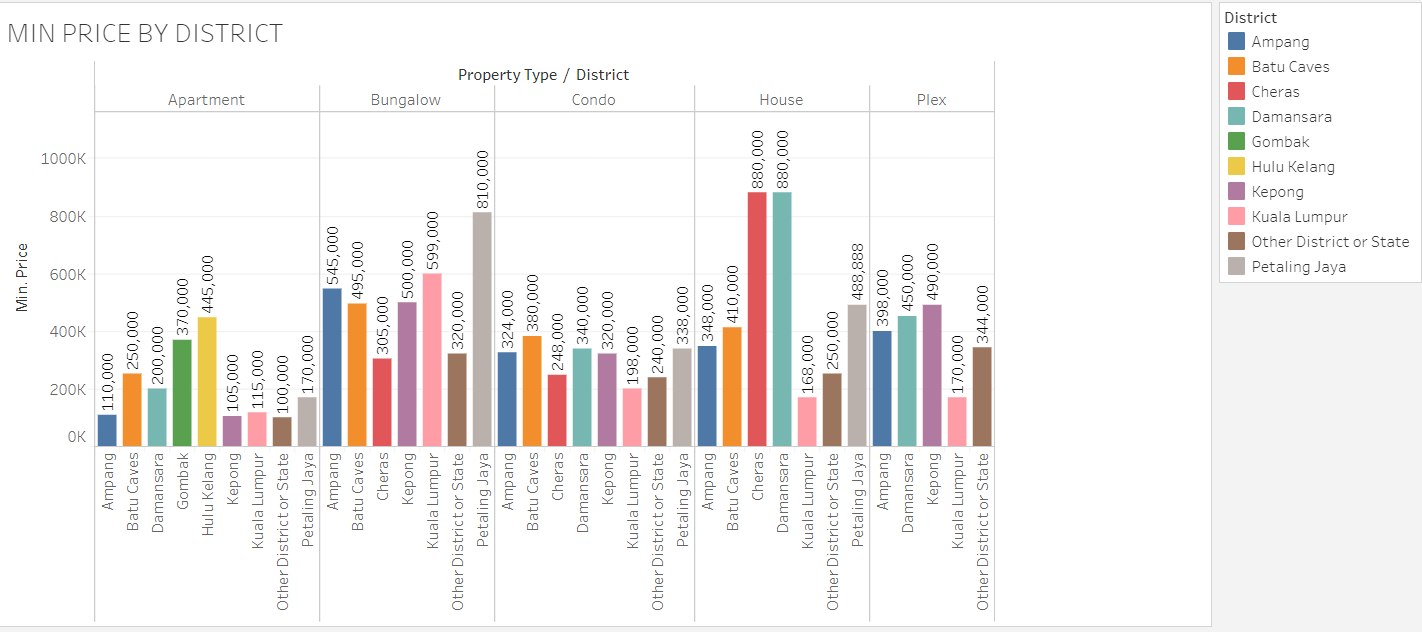 MIN PRICE BY DISTRICT
Property Type / District
Apartment Bungalow Condo House Plex
Min. Price
1000K
800K
600K
400K
200K
0K
110,000 250,000 200,000 370,000 445,000 105,000 115,000 100,000 170,000
545,000 495,000 305,000 500,000 599,000 320,000 810,000
324,000 380,000 248,000 340,000 320,000 198,000 240,000 338,000
348,000 410,000 880,000 880,000 168,000 250,000 488,888
398,000 450,000 490,000 170,000 344,000
Ampang
Batu Caves
Damansara
Gombak
Hulu Kelang
Kepong
Kuala Lumpur
Other District or State
Petaling Jaya
Ampang
Batu Caves
Cheras
Kepong
Kuala Lumpur
Other District or State
Petaling Jaya
Ampang
Batu Caves
Cheras
Damansara
Kepong
Kuala Lumpur
Other District or State
Petaling Jaya
Ampang
Batu Caves
Cheras
Damansara
Kuala Lumpur
Other District or State
Petaling Jaya
Ampang
Damansara
Kepong
Kuala Lumpur
Other District or State
District
Ampang
Batu Caves
Cheras
Damansara
Gombak
Hulu Kelang
Kepong
Kuala Lumpur
Other District or State
Petaling Jaya